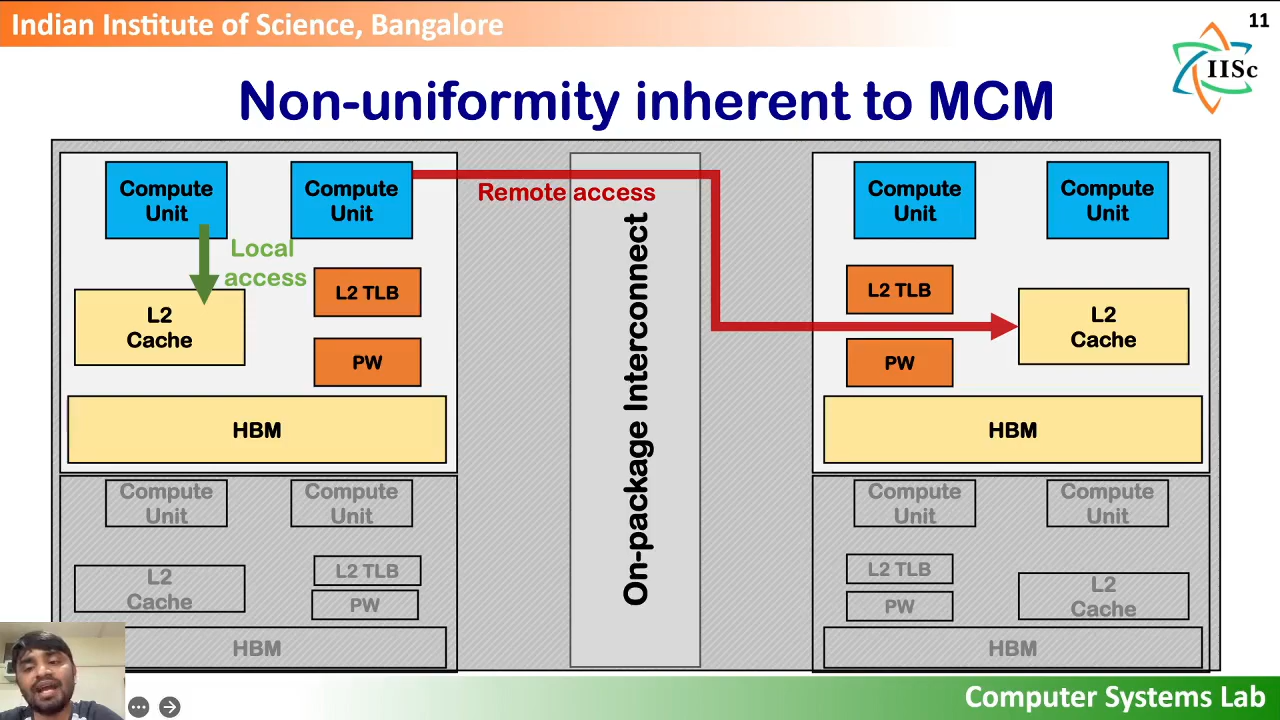 Indian Institute of Science, Bangalore
11
IISc
Non-uniformity inherent to MCM
Compute
Unit
Compute
Unit
Remote access
Compute
Unit
Compute
Unit
Local
access
L2 TLB
L2
Cache
PW
HBM
On-package Interconnect
L2 TLB
L2
Cache
PW
HBM
Compute
Unit
Compute
Unit
L2
Cache
L2 TLB
PW
HBM
Compute
Unit
Compute
Unit
L2 TLB
L2
Cache
PW
HBM
Computer Systems Lab